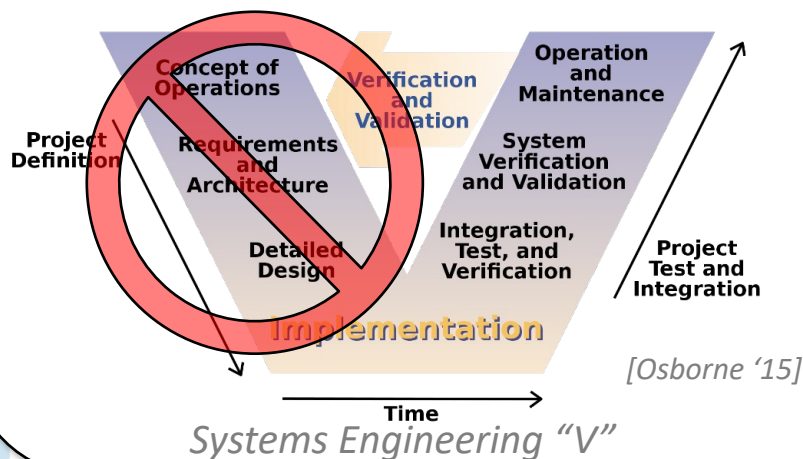 Concept of
Operations
Verification
and
Validation
Operation
and
Maintenance
Project
Definition
Requirements
and
Architecture
System
Verification
and Validation
Detailed
Design
Integration,
Test, and
Verification
Project
Test and
Integration
Implementation
[Osborne ‘15]
Time
Systems Engineering “V”